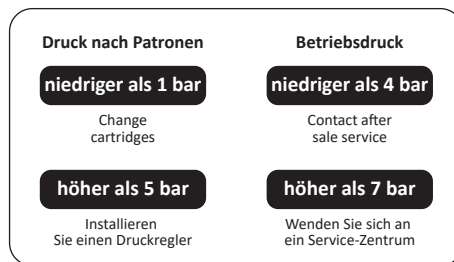 Druck nach Patronen
niedriger als 1 bar
Change
cartridges
höher als 5 bar
Installieren
Sie einen Druckregler
Betriebsdruck
niedriger als 4 bar
Contact after
sale service
höher als 7 bar
Wenden Sie sich an
ein Service-Zentrum